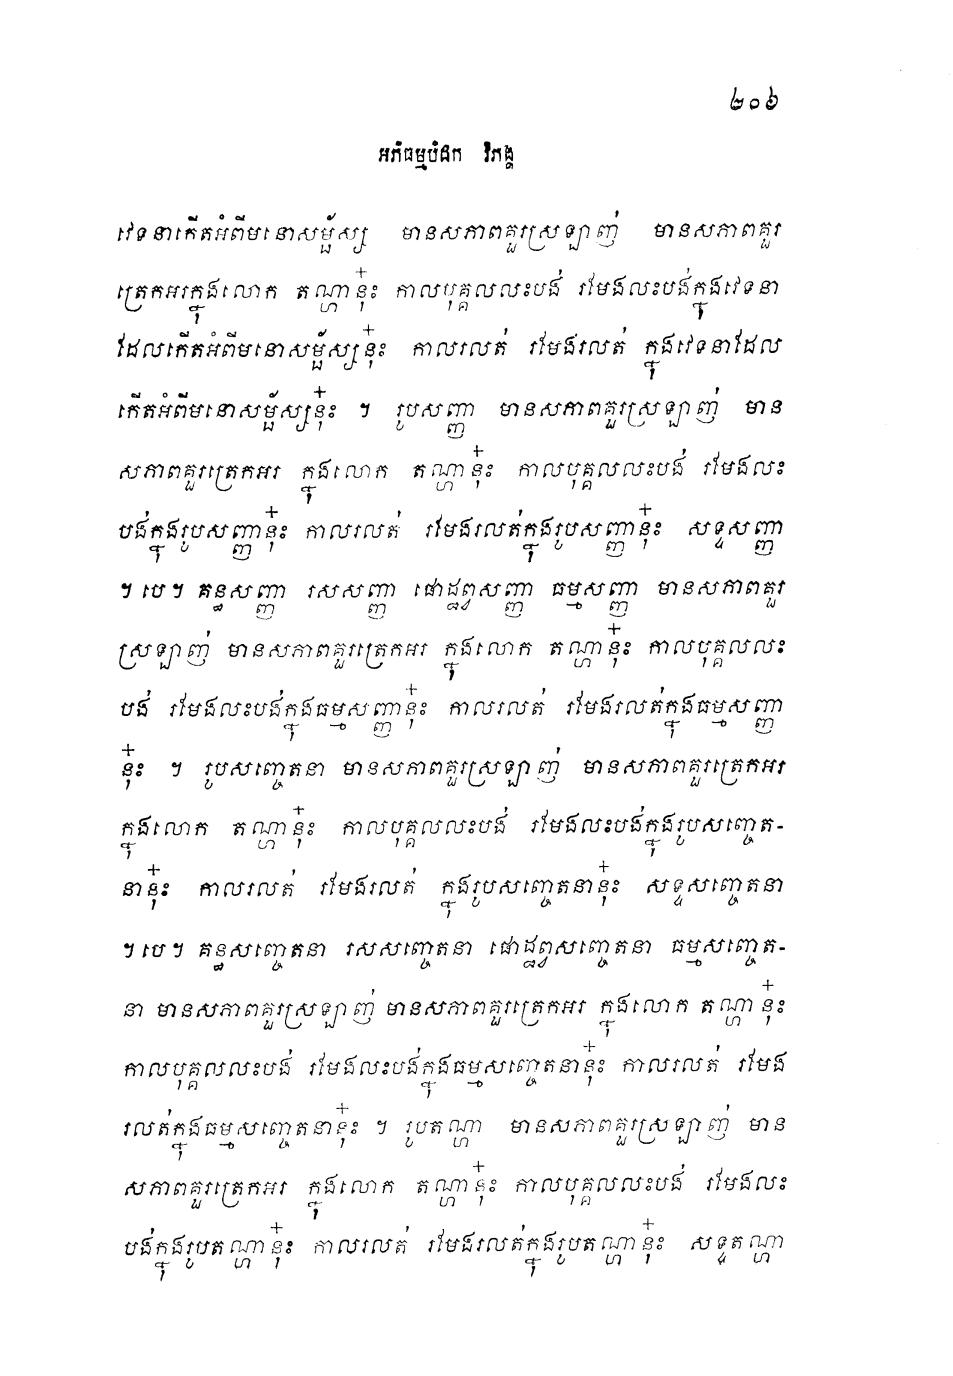 ២០៦
អភិធម្មបិដក វិភង្គ
វេទនាកើតអំពីមនោសម្ផ័ស្ស មានសភាពគួរស្រឡាញ់ មានសភាពគួរ
ត្រេកអរក្នុងលោក តណ្ហានុ៎ះ កាលបុគ្គលលះបង់ រមែងលះបង់ក្នុងវេទនា
ដែលកើតអំពីមនោសម្ផ័ស្សនុ៎ះ កាលរលត់ រមែងរលត់ ក្នុងវេទនាដែល
កើតអំពីមនោសម្ផ័ស្សនុ៎ះ ។ រូបសញ្ញា មានសភាពគួរស្រឡាញ់ មាន
សភាពគួរត្រេកអរ ក្នុងលោក តណ្ហានុ៎ះ កាលបុគ្គលលះបង់ រមែងលះ
បង់ក្នុងរូបសញ្ញានុ៎ះ កាលរលត់ រមែងរលត់ក្នុងរូបសញ្ញានុ៎ះ សទ្ទសញ្ញា
។ បេ ។ គន្ធសញ្ញា រសសញ្ញា ផោដ្ឋព្វសញ្ញា ធម្មសញ្ញា មានសភាពគួរ
ស្រឡាញ់ មានសភាពគួរត្រេកអរ ក្នុងលោក តណ្ហានុ៎ះ កាលបុគ្គលលះ
បង់ រមែងលះបង់ក្នុងធម្មសញ្ញានុ៎ះ កាលរលត់ រមែងរលត់ក្នុងធម្មសញ្ញា
នុ៎ះ ។ រូបសញ្ចេតនា មានសភាពគួរស្រឡាញ់ មានសភាពគួរត្រេកអរ
ក្នុងលោក តណ្ហានុ៎ះ កាលបុគ្គលលះបង់ រមែងលះបង់ក្នុងរូបសញ្ចេត-
នានុ៎ះ កាលរលត់ រមែងរលត់ ក្នុងរូបសញ្ចេតនានុ៎ះ សទ្ទសញ្ចេតនា
។ បេ ។ គន្ធសញ្ចេតនា រសសញ្ចេតនា ផោដ្ឋព្វសញ្ចេតនា ធម្មសញ្ចេត-
នា មានសភាពគួរស្រឡាញ់ មានសភាពគួរត្រេកអរ ក្នុងលោក តណ្ហានុ៎ះ
កាលបុគ្គលលះបង់ រមែងលះបង់ក្នុងធម្មសញ្ចេតនានុ៎ះ កាលរលត់ រមែង
រលត់ក្នុងធម្មសញ្ចេតនានុ៎ះ ។ រូបតណ្ហា មានសភាពគួរស្រឡាញ់ មាន
សភាពគួរត្រេកអរ ក្នុងលោក តណ្ហានុ៎ះ កាលបុគ្គលលះបង់ រមែងលះ
បង់ក្នុងរូបតណ្ហានុ៎ះ កាលរលត់ រមែងរលត់ក្នុងរូបតណ្ហានុ៎ះ សទ្ទតណ្ហា